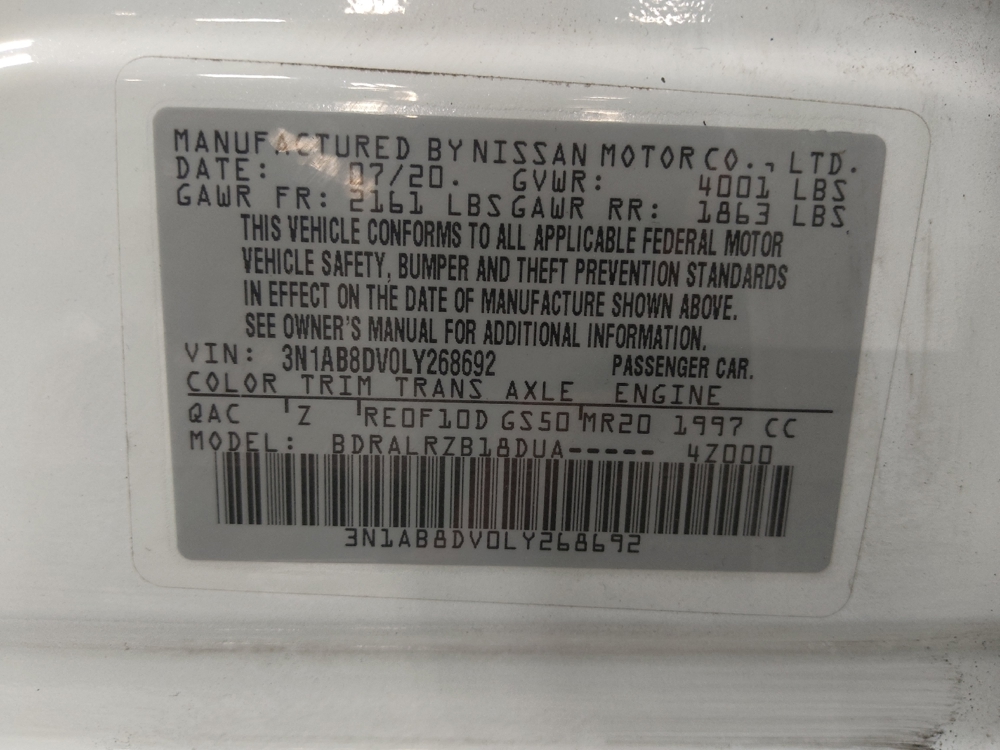 MANUFACTURED BY NISSAN MOTOR CO., LTD.
DATE: 07/20. GVWR: 4001 LBS
GAWR FR: 2161 LBS GAWR RR: 1863 LBS
THIS VEHICLE CONFORMS TO ALL APPLICABLE FEDERAL MOTOR
VEHICLE SAFETY, BUMPER AND THEFT PREVENTION STANDARDS
IN EFFECT ON THE DATE OF MANUFACTURE SHOWN ABOVE.
SEE OWNER'S MANUAL FOR ADDITIONAL INFORMATION.
VIN: 3N1AB8DV0LY268692 PASSENGER CAR.
COLOR TRIM TRANS AXLE ENGINE
QAC Z RE0F10D GS50 MR20 1997 CC
MODEL: BDRALRZB18DUA----- 4Z000
3N1AB8DV0LY268692